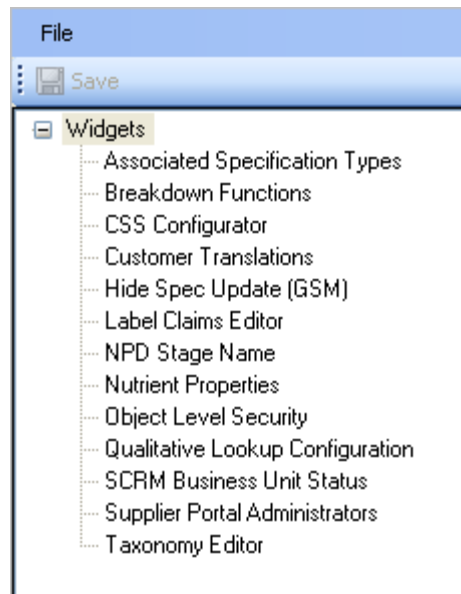 File
Save
Widgets
Associated Specification Types
Breakdown Functions
CSS Configurator
Customer Translations
Hide Spec Update (GSM)
Label Claims Editor
NPD Stage Name
Nutrient Properties
Object Level Security
Qualitative Lookup Configuration
SCRM Business Unit Status
Supplier Portal Administrators
Taxonomy Editor